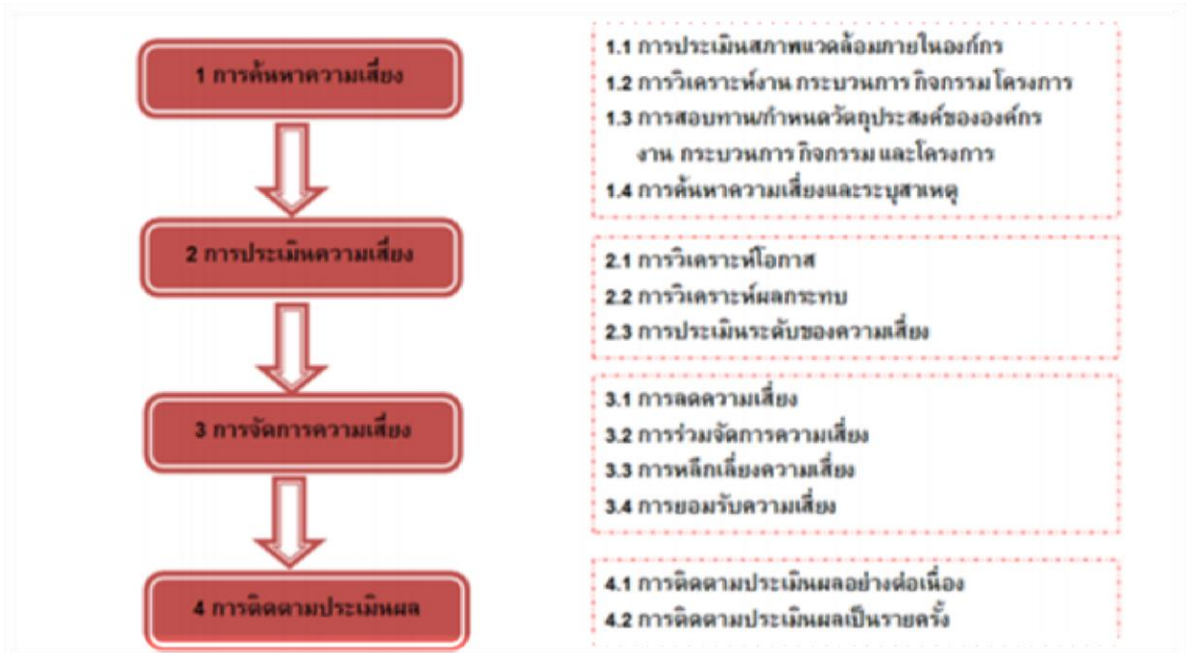 1 การค้นหาความเสี่ยง
1.1 การประเมินสภาพแวดล้อมภายในองค์กร
1.2 การวิเคราะห์งาน กระบวนการ กิจกรรม โครงการ
1.3 การสอบทาน/กำหนดวัตถุประสงค์ขององค์กร
งาน กระบวนการ กิจกรรม และโครงการ
1.4 การค้นหาความเสี่ยงและระบุสาเหตุ
2 การประเมินความเสี่ยง
2.1 การวิเคราะห์โอกาส
2.2 การวิเคราะห์ผลกระทบ
2.3 การประเมินระดับของความเสี่ยง
3 การจัดการความเสี่ยง
3.1 การลดความเสี่ยง
3.2 การร่วมจัดการความเสี่ยง
3.3 การหลีกเลี่ยงความเสี่ยง
3.4 การยอมรับความเสี่ยง
4 การติดตามประเมินผล
4.1 การติดตามประเมินผลอย่างต่อเนื่อง
4.2 การติดตามประเมินผลเป็นรายครั้ง